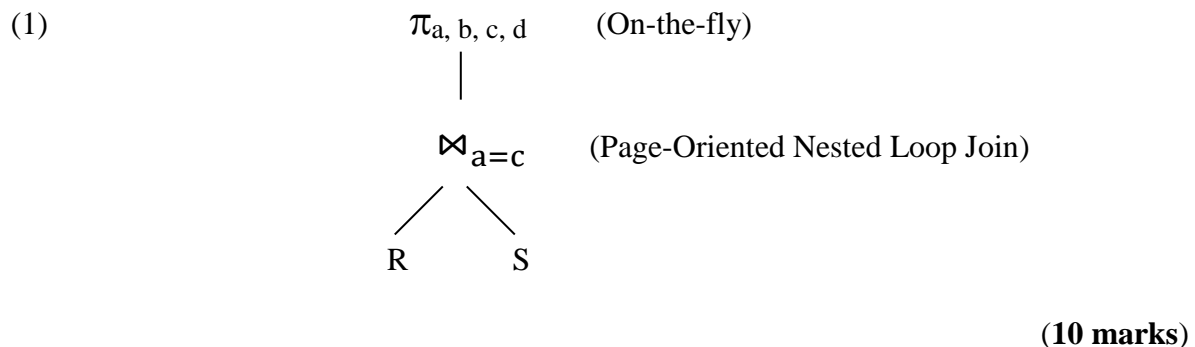 (1) πa, b, c, d (On-the-fly)
⋈a=c (Page-Oriented Nested Loop Join)
R S
(10 marks)